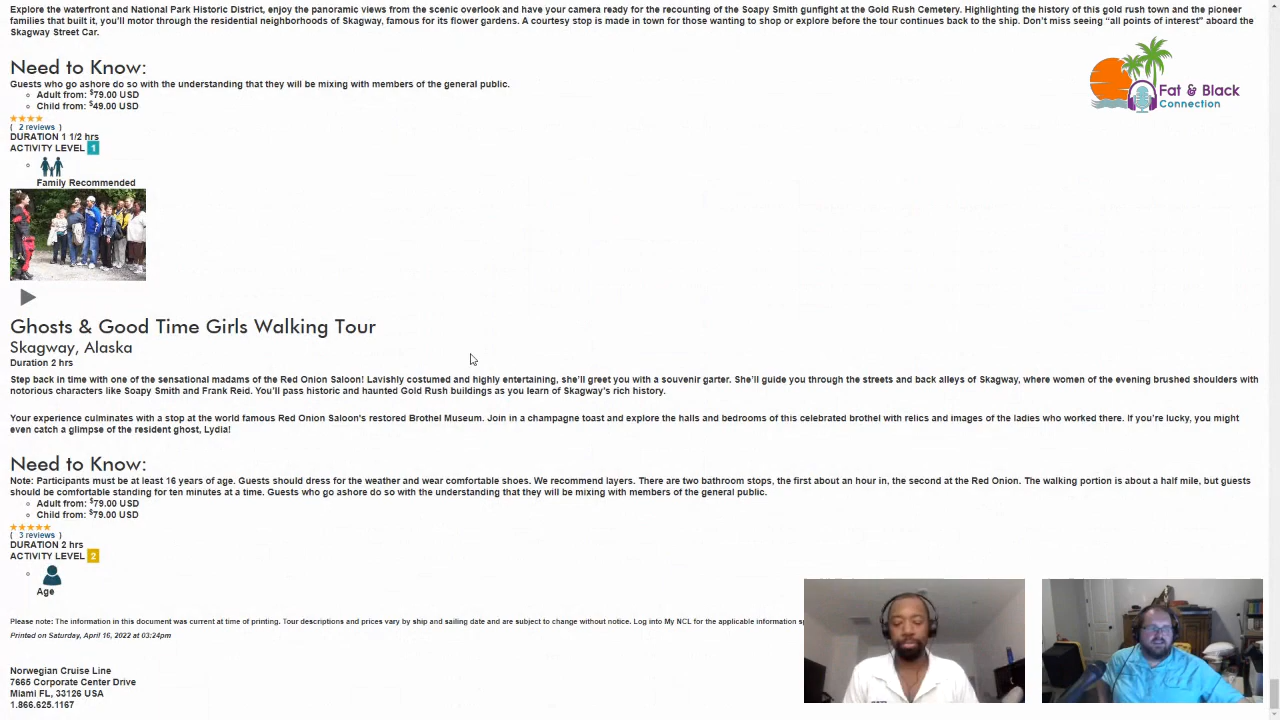 Explore the waterfront and National Park Historic District, enjoy the panoramic views from the scenic overlook and have your camera ready for the recounting of the Soapy Smith gunfight at the Gold Rush Cemetery. Highlighting the history of this gold rush town and the pioneer
families that built it, you'll motor through the residential neighborhoods of Skagway, famous for its flower gardens. A courtesy stop is made in town for those wanting to shop or explore before the tour continues back to the ship. Don't miss seeing “all points of interest” aboard the
Skagway Street Car.
Fat & Black
Connection
Need to Know:
Guests who go ashore do so with the understanding that they will be mixing with members of the general public.
Adult from: $79.00 USD
Child from: $49.00 USD
( 2 reviews )
DURATION 1 1/2 hrs
ACTIVITY LEVEL 1
Family Recommended
Ghosts & Good Time Girls Walking Tour
Skagway, Alaska
Duration 2 hrs
Step back in time with one of the sensational madams of the Red Onion Saloon! Lavishly costumed and highly entertaining, she'll greet you with a souvenir garter. She'll guide you through the streets and back alleys of Skagway, where women of the evening brushed shoulders with
notorious characters like Soapy Smith and Frank Reid. You'll pass historic and haunted Gold Rush buildings as you learn of Skagway's rich history.
Your experience culminates with a stop at the world famous Red Onion Saloon's restored Brothel Museum. Join in a champagne toast and explore the halls and bedrooms of this celebrated brothel with relics and images of the ladies who worked there. If you're lucky, you might
even catch a glimpse of the resident ghost, Lydia!
Need to Know:
Note: Participants must be at least 16 years of age. Guests should dress for the weather and wear comfortable shoes. We recommend layers. There are two bathroom stops, the first about an hour in, the second at the Red Onion. The walking portion is about a half mile, but guests
should be comfortable standing for ten minutes at a time. Guests who go ashore do so with the understanding that they will be mixing with members of the general public.
Adult from: $79.00 USD
Child from: $79.00 USD
( 3 reviews )
DURATION 2 hrs
ACTIVITY LEVEL 2
Age
Please note: The information in this document was current at time of printing. Tour descriptions and prices vary by ship and sailing date and are subject to change without notice. Log into My NCL for the applicable information
Printed on Saturday, April 16, 2022 at 03:24pm
Norwegian Cruise Line
7665 Corporate Center Drive
Miami FL, 33126 USA
1.866.625.1167